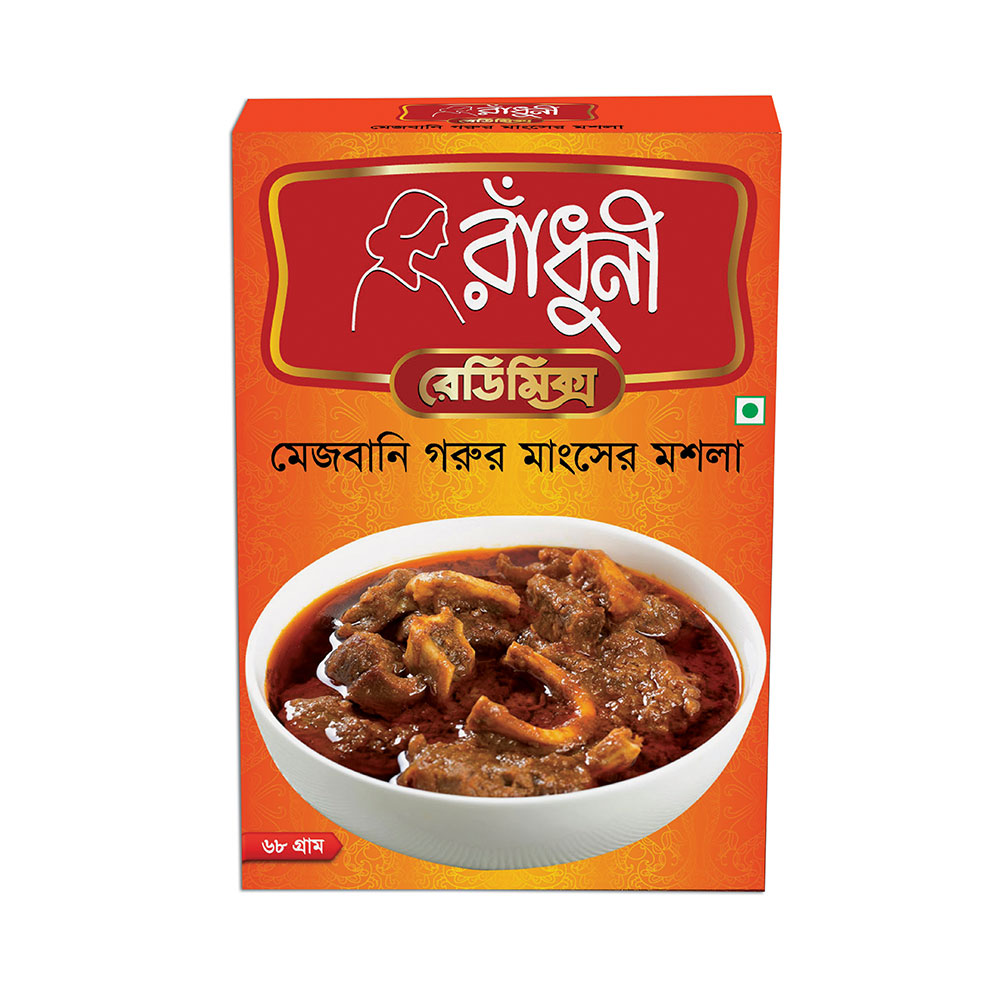 রাঁধুনী
রেডিমিক্স
মেজবানি গরুর মাংসের মশলা
রাঁধুনী
রেডিমিক্স
মেজবানি গরুর মাংসের মশলা
৬৮ গ্রাম